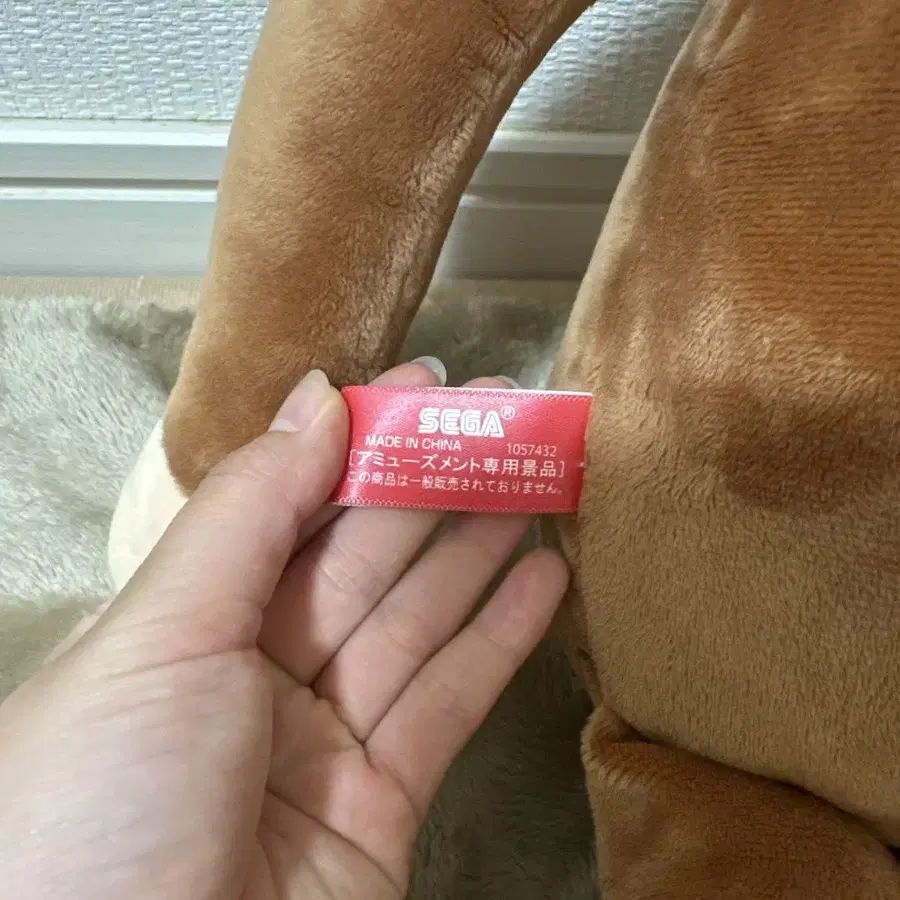 SEGA®
MADE IN CHINA 1057432
[アミューズメント専用景品]
この商品は一般販売されておりません。